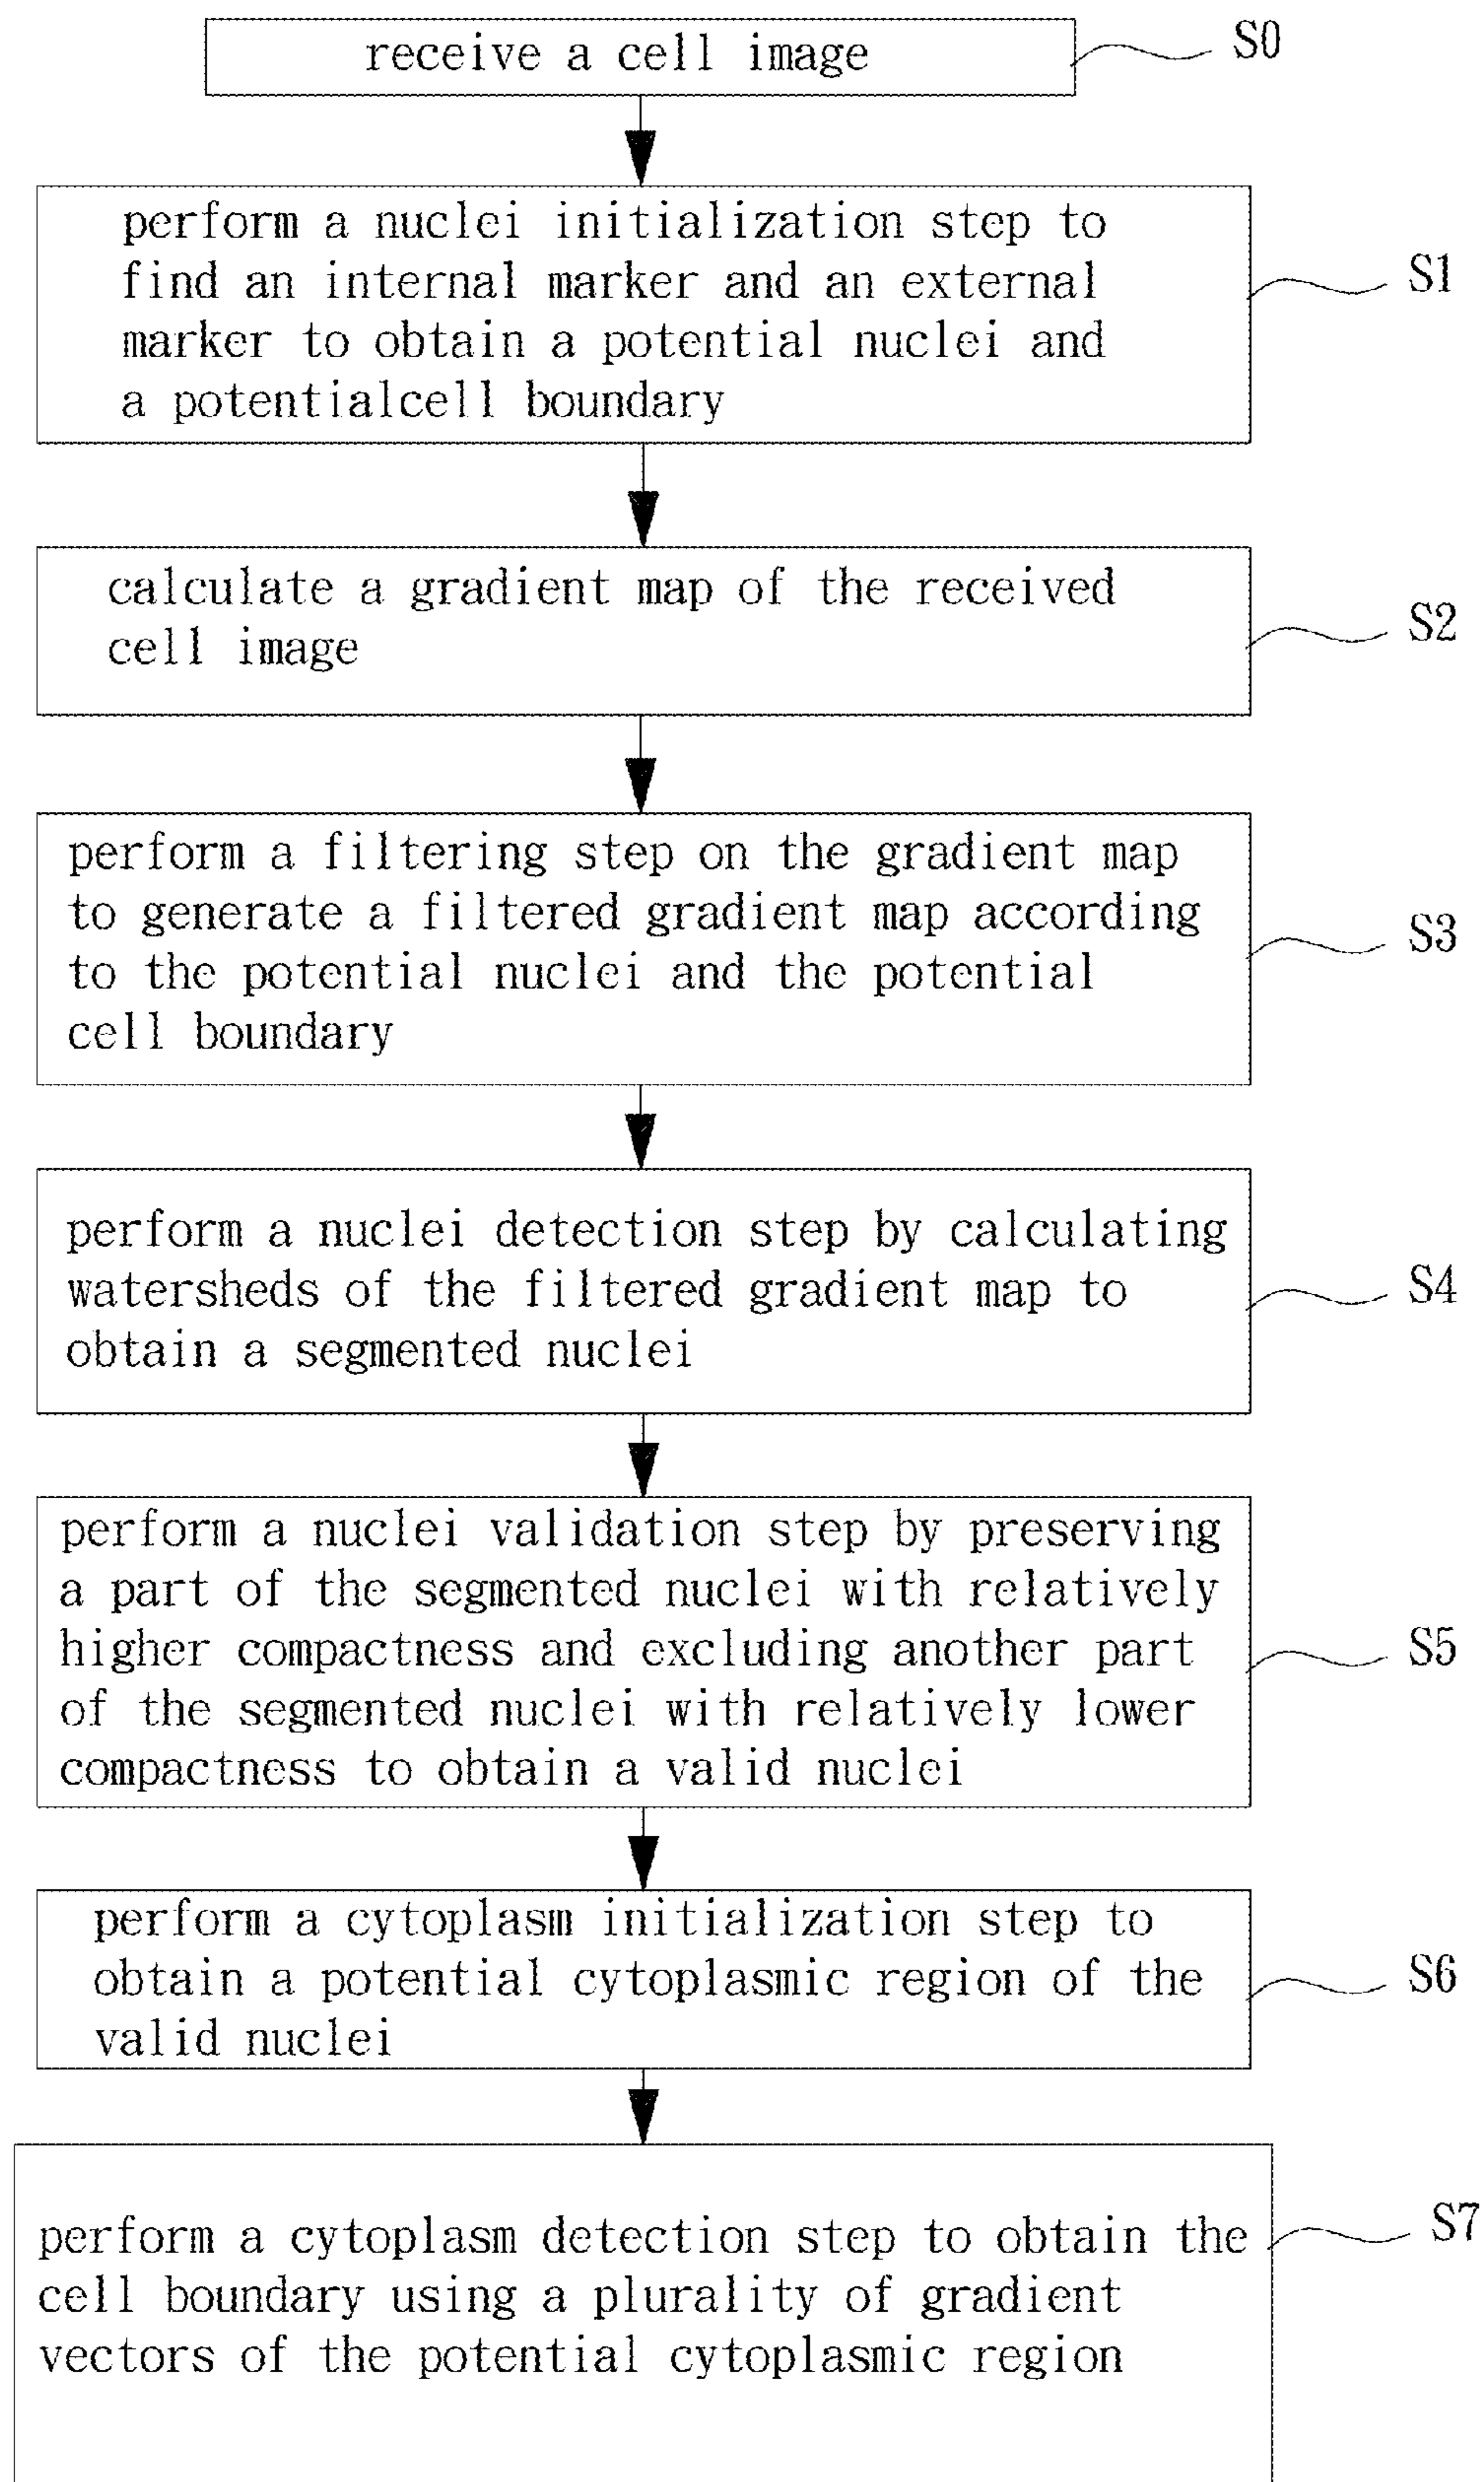 receive a cell image
S0
perform a nuclei initialization step to
find an internal marker and an external
marker to obtain a potential nuclei and
a potentialcell boundary
S1
calculate a gradient map of the received
cell image
S2
perform a filtering step on the gradient map
to generate a filtered gradient map according
to the potential nuclei and the potential
cell boundary
S3
perform a nuclei detection step by calculating
watersheds of the filtered gradient map to
obtain a segmented nuclei
S4
perform a nuclei validation step by preserving
a part of the segmented nuclei with relatively
higher compactness and excluding another part
of the segmented nuclei with relatively lower
compactness to obtain a valid nuclei
S5
perform a cytoplasm initialization step to
obtain a potential cytoplasmic region of the
valid nuclei
S6
perform a cytoplasm detection step to obtain the
cell boundary using a plurality of gradient
vectors of the potential cytoplasmic region
S7